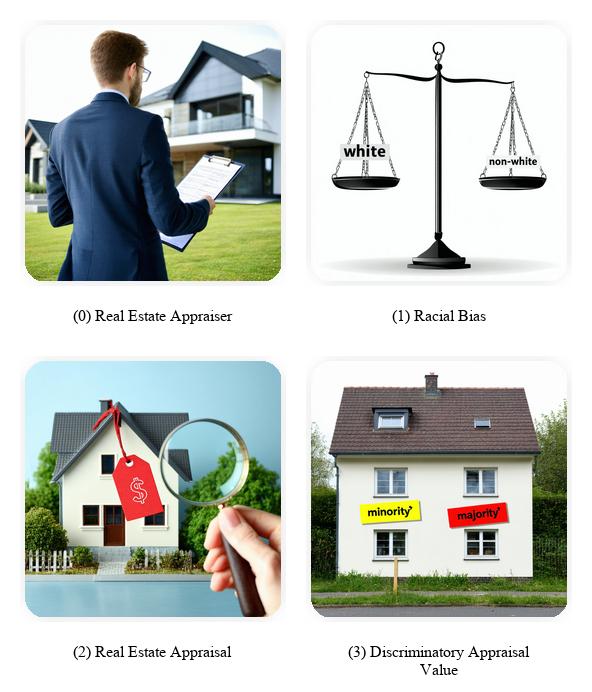 white
non-white
(0) Real Estate Appraiser
(1) Racial Bias
$
minority
majority
(2) Real Estate Appraisal
(3) Discriminatory Appraisal
Value